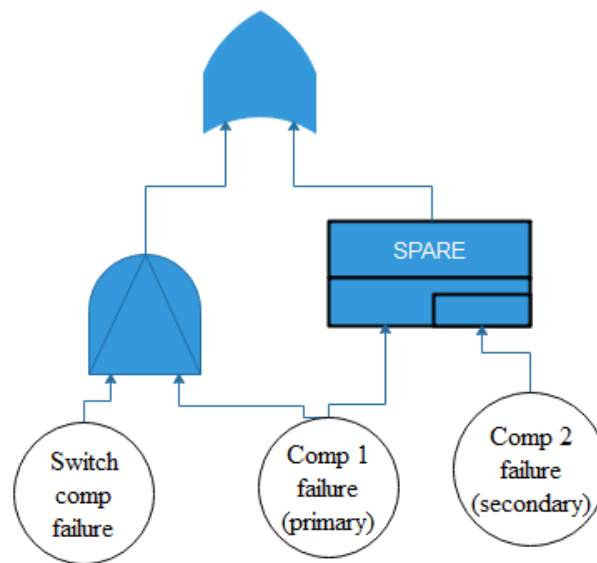 SPARE
Switch
comp
failure
Comp 1
failure
(primary)
Comp 2
failure
(secondary)